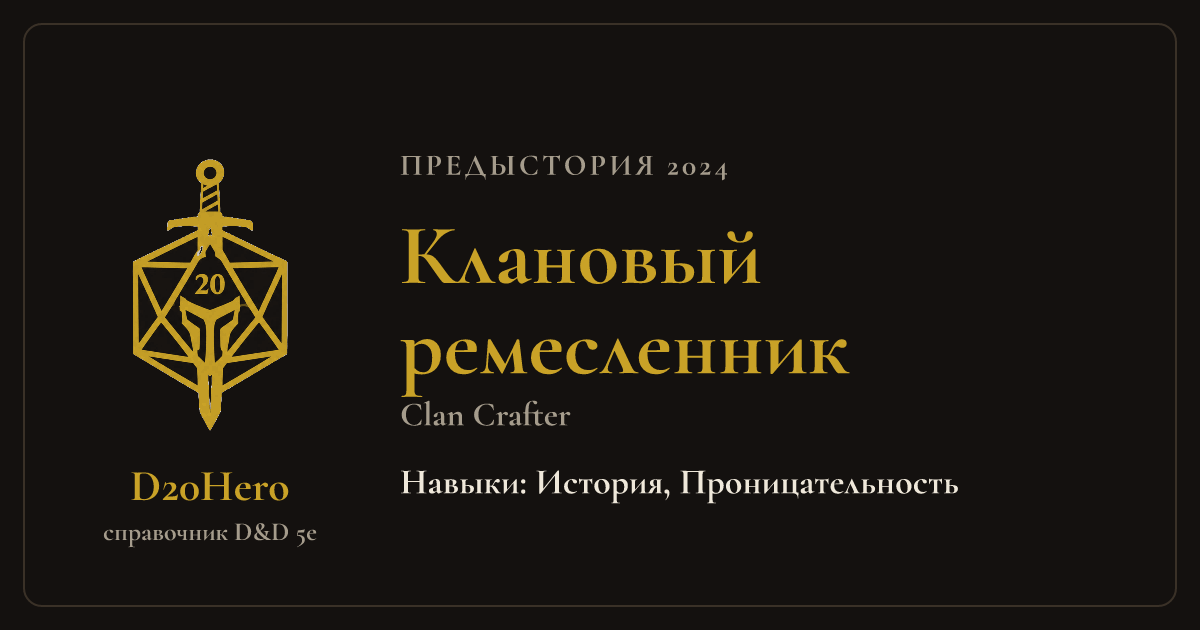 20
D20Hero
справочник D&D 5e
ПРЕДЫСТОРИЯ 2024
Клановый
ремесленник
Clan Crafter
Навыки: История, Проницательность